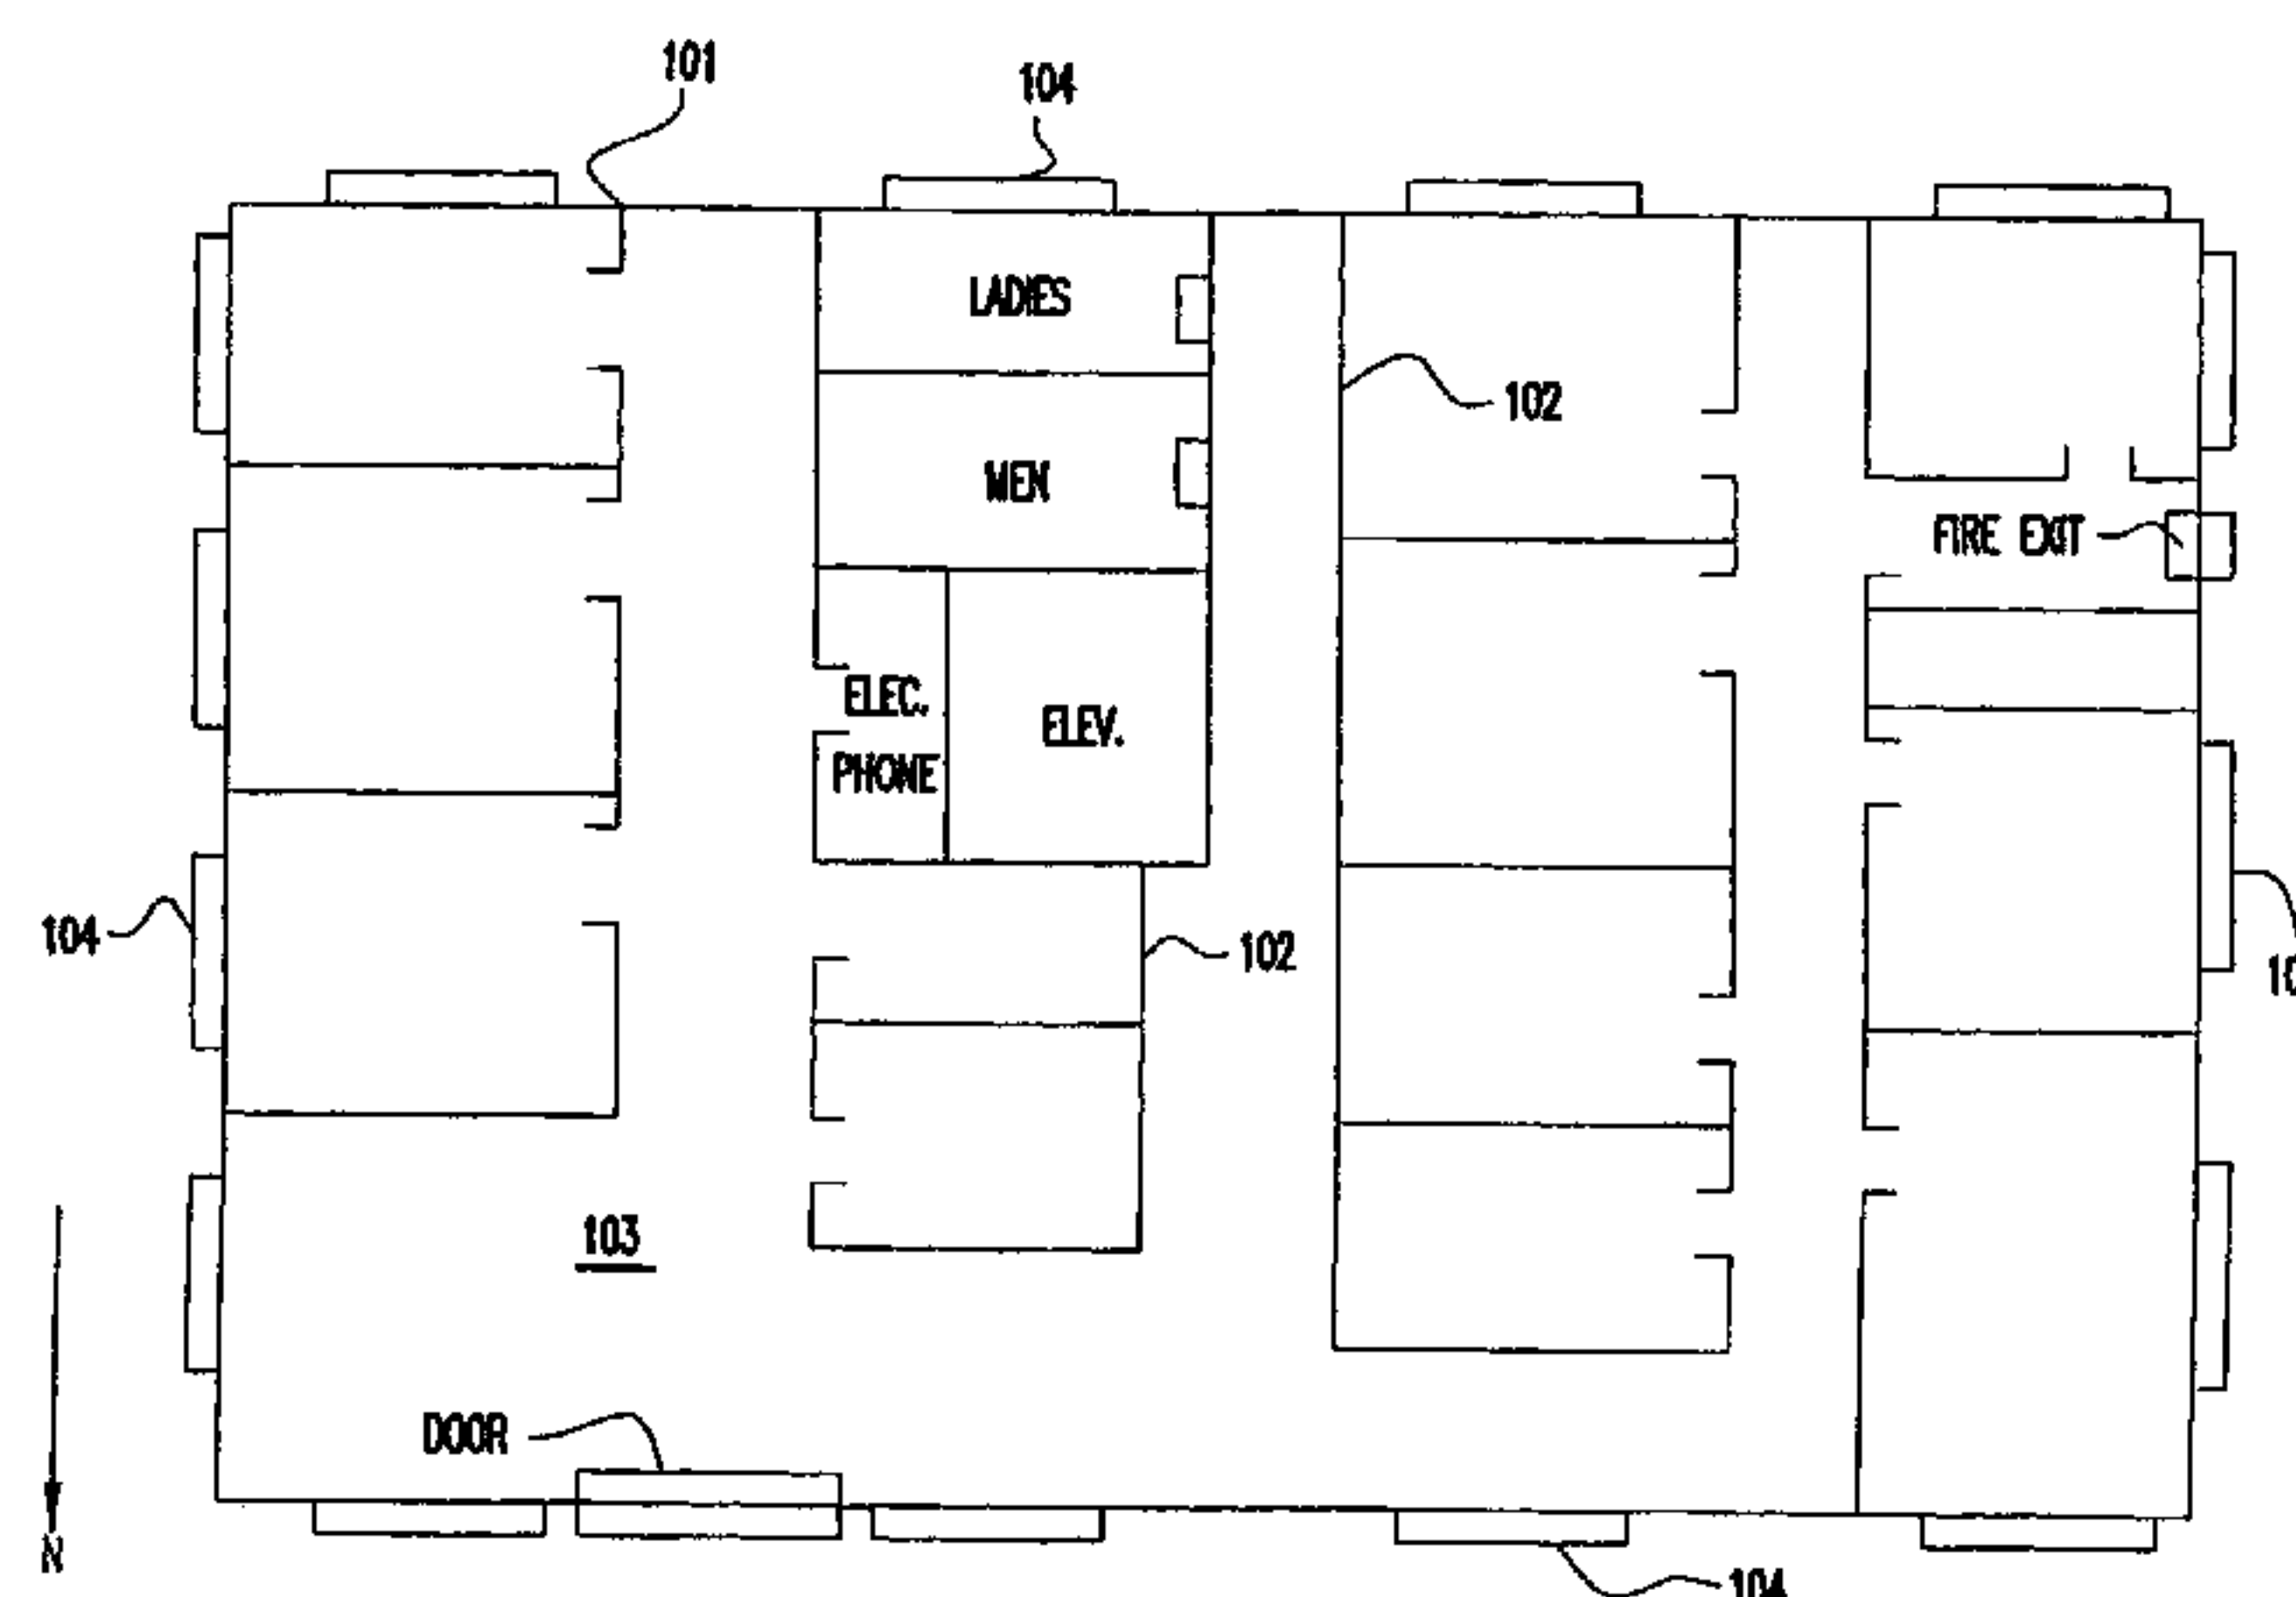 101
104
LADIES
102
MEN
FIRE EXIT
ELEC.
PHONE
ELEV.
104
102
103
DOOR
N
104